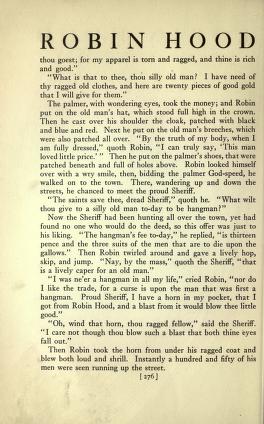 ROBIN HOOD
thou goest; for my apparel is torn and ragged, and thine is rich
and good."
"What is that to thee, thou silly old man? I have need of
thy ragged old clothes, and here are twenty pieces of good gold
that I will give for them."
The palmer, with wondering eyes, took the money; and Robin
put on the old man's hat, which stood full high in the crown.
Then he cast over his shoulder the cloak, patched with black
and blue and red. Next he put on the old man's breeches, which
were also patched all over. "By the truth of my body, when I
am fully dressed," quoth Robin, "I can truly say, 'This man
loved little price.'" Then he put on the palmer's shoes, that were
patched beneath and full of holes above. Robin looked himself
over with a wry smile, then, bidding the palmer God-speed, he
walked on to the town. There, wandering up and down the
streets, he chanced to meet the proud Sheriff.
"The saints save thee, dread Sheriff," quoth he. "What wilt
thou give to a silly old man to-day to be hangman?"
Now the Sheriff had been hunting all over the town, yet had
found no one who would do the deed, so this offer was just to
his liking. "The hangman's fee to-day," he replied, "is thirteen
pence and the three suits of the men that are to die upon the
gallows." Then Robin twirled around and gave a lively hop,
skip, and jump. "Nay, by the mass," quoth the Sheriff, "that
is a lively caper for an old man."
"I was ne'er a hangman in all my life," cried Robin, "nor do
I like the trade, for a curse is upon the man that was first a
hangman. Proud Sheriff, I have a horn in my pocket, that I
got from Robin Hood, and a blast from it would blow thee little
good."
"Oh, wind that horn, thou ragged fellow," said the Sheriff.
"I care not though thou blow such a blast that both thine eyes
fall out."
Then Robin took the horn from under his ragged coat and
blew both loud and shrill. Instantly a hundred and fifty of his
men were seen running up the street.
[176]